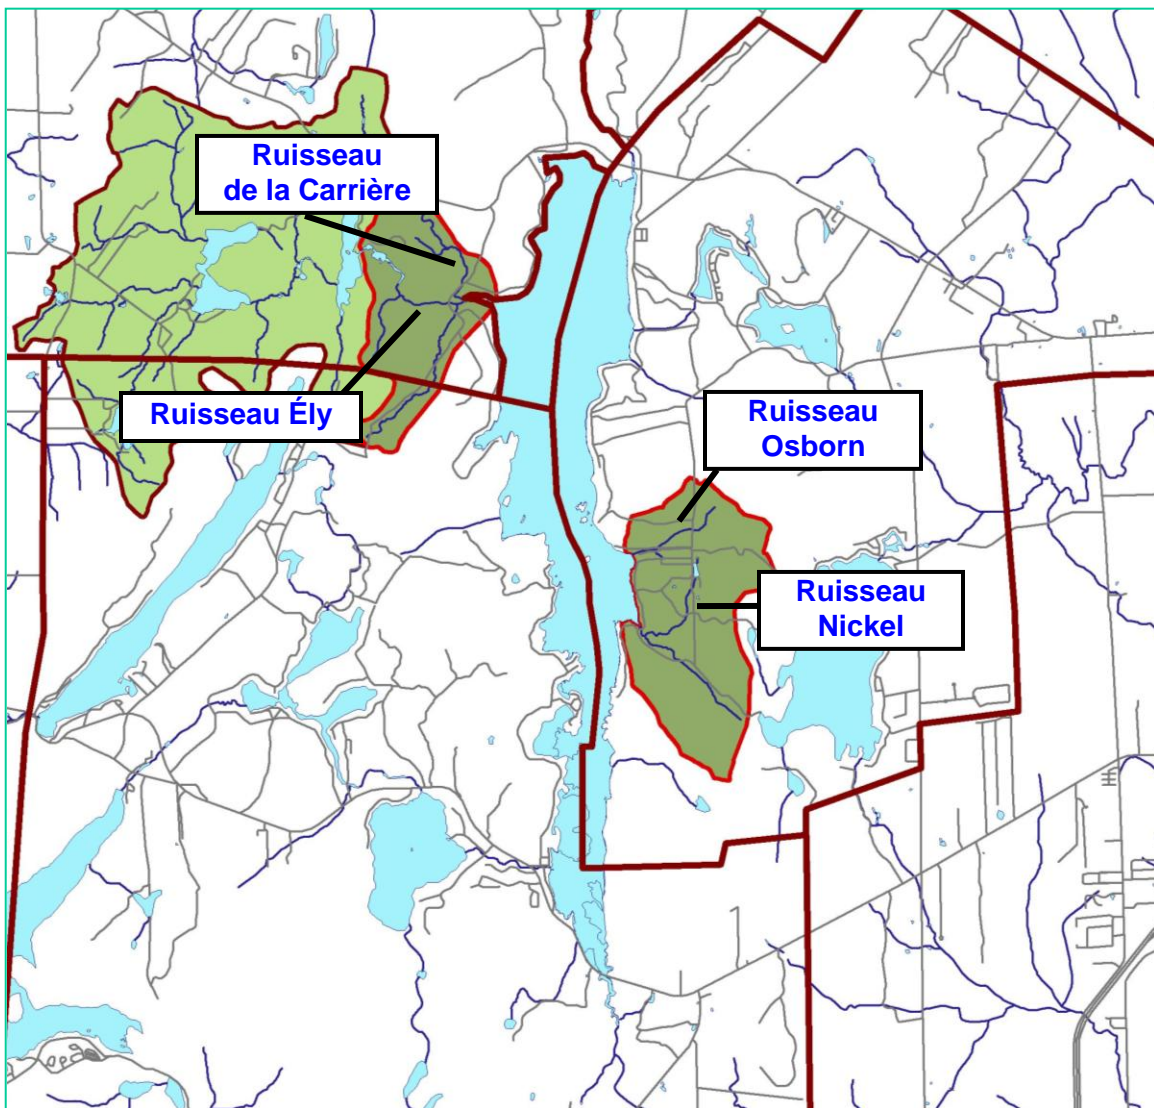 Ruisseau
de la Carrière
Ruisseau Ély
Ruisseau
Osborn
Ruisseau
Nickel